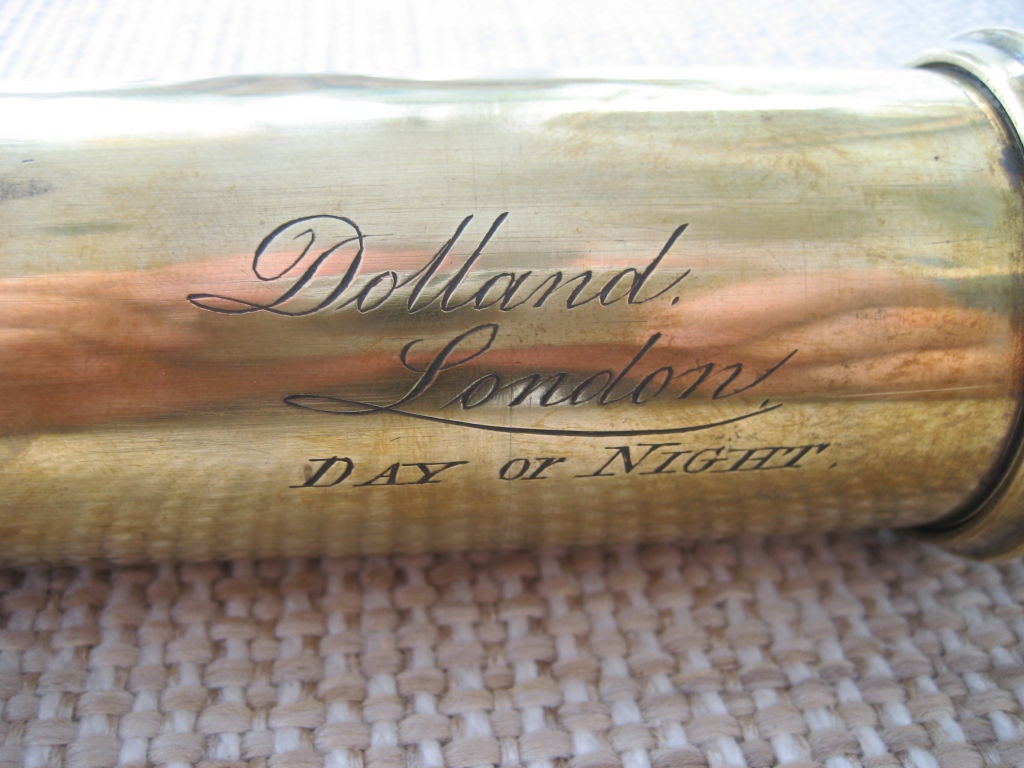 Dolland.
London,
DAY or NIGHT.